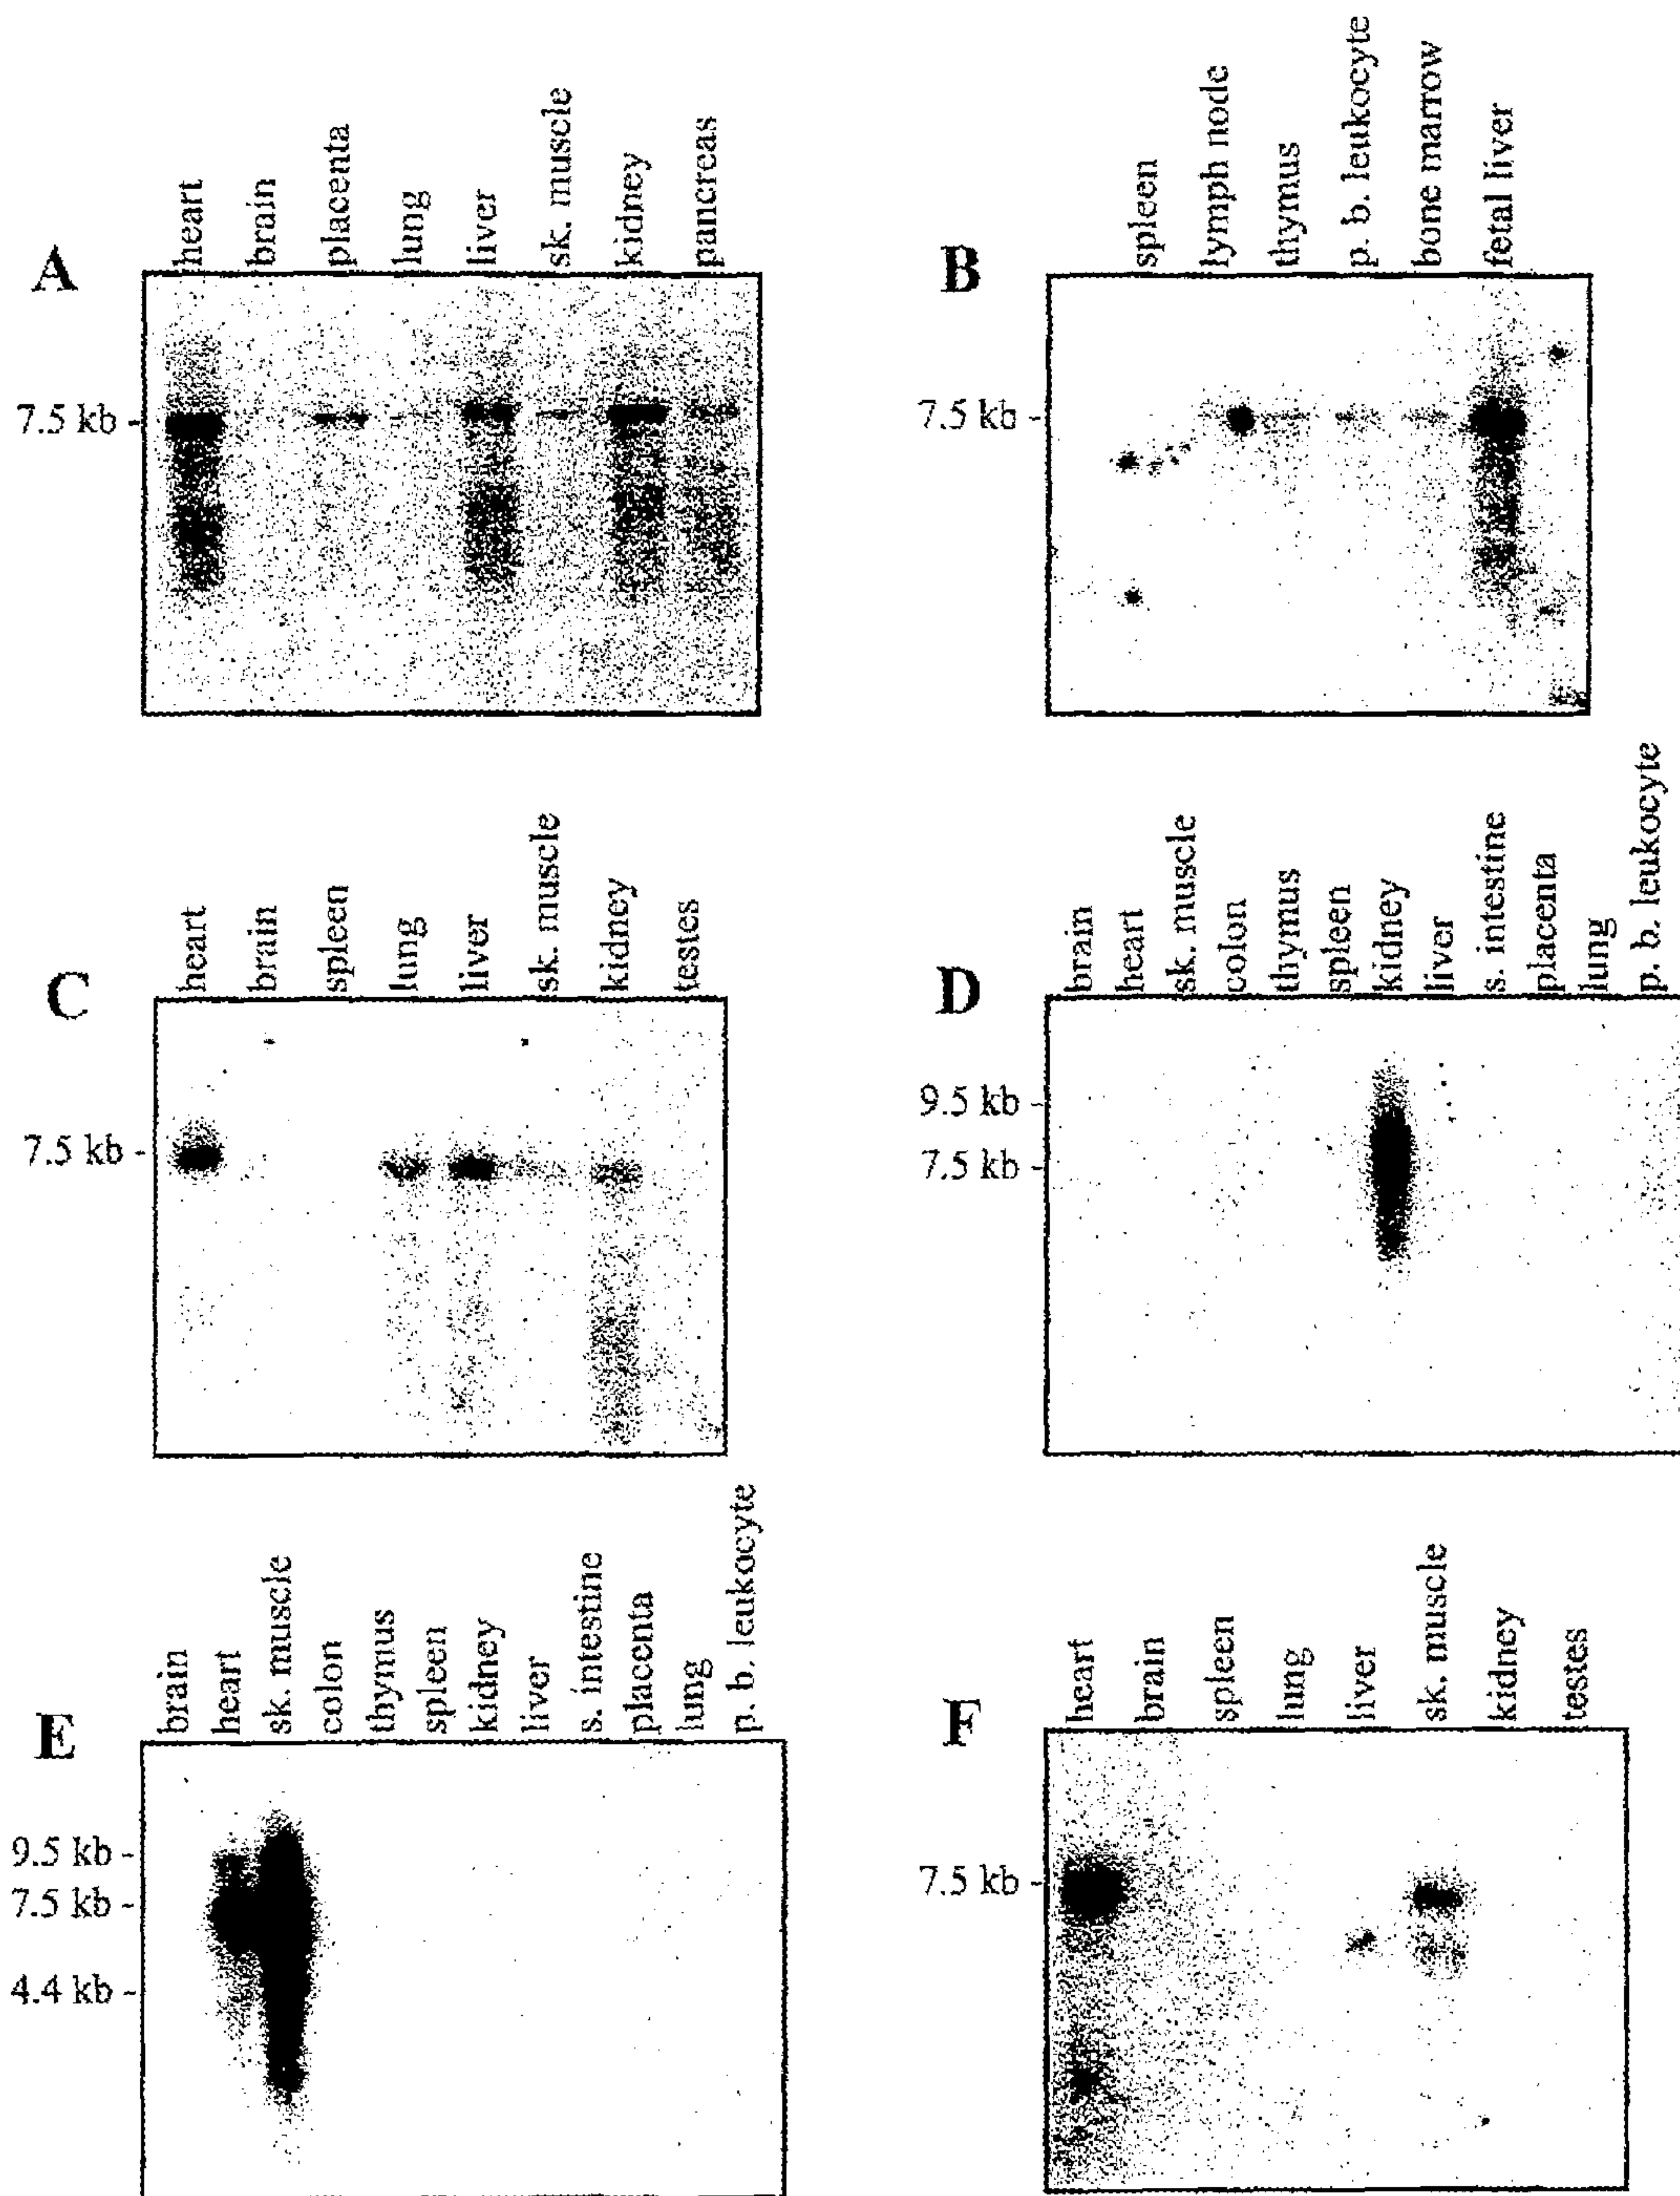 A
heart
brain
placenta
lung
liver
sk. muscle
kidney
pancreas
7.5 kb
B
spleen
lymph node
thymus
p. b. leukocyte
bone marrow
fetal liver
7.5 kb
C
heart
brain
spleen
lung
liver
sk. muscle
kidney
testes
7.5 kb
D
brain
heart
sk. muscle
colon
thymus
spleen
kidney
liver
s. intestine
placenta
lung
p. b. leukocyte
9.5 kb
7.5 kb
E
brain
heart
sk. muscle
colon
thymus
spleen
kidney
liver
s. intestine
placenta
lung
p. b. leukocyte
9.5 kb
7.5 kb
4.4 kb
F
heart
brain
spleen
lung
liver
sk. muscle
kidney
testes
7.5 kb